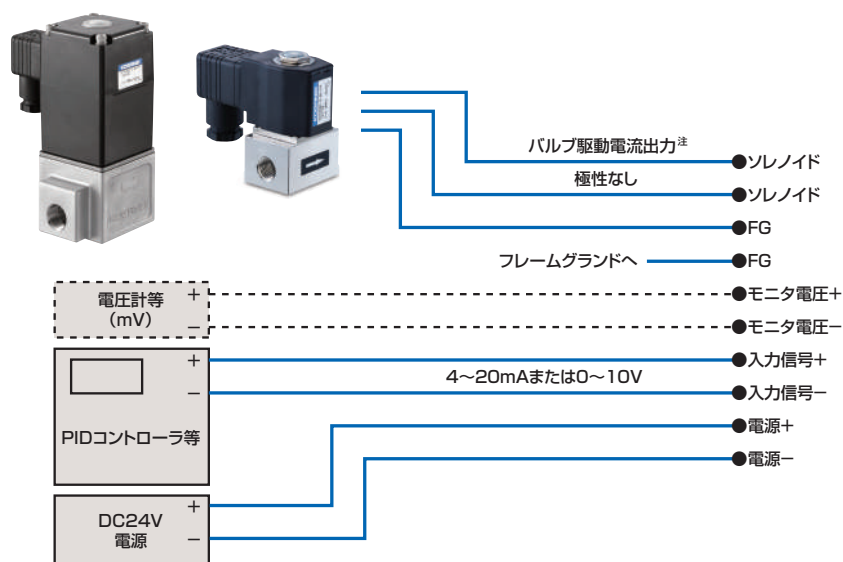 バルブ駆動電流出力注
●ソレノイド
極性なし
●ソレノイド
●FG
フレームグランドへ
●FG
電圧計等
(mV)
+
−
●モニタ電圧+
●モニタ電圧−
+
−
4〜20mAまたは0〜10V
●入力信号+
●入力信号−
PIDコントローラ等
●電源+
●電源−
DC24V
電源
+
−